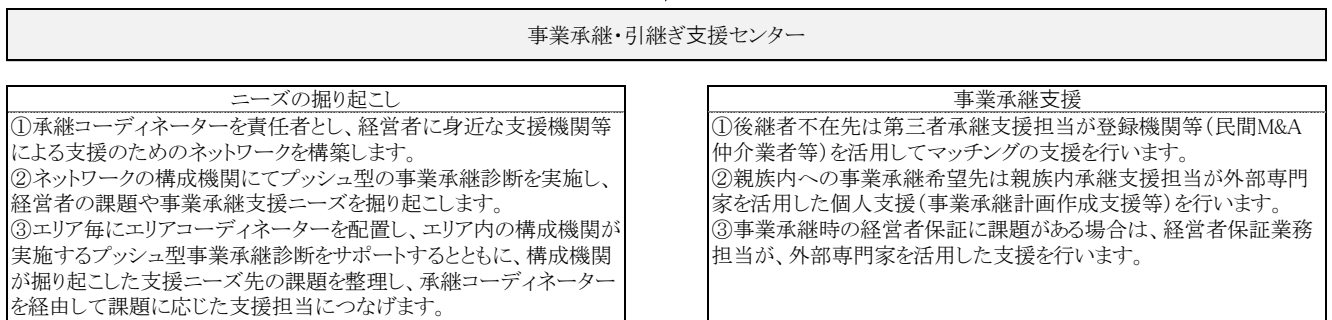 事業承継・引継ぎ支援センター
ニーズの掘り起こし
①承継コーディネーターを責任者とし、経営者に身近な支援機関等
による支援のためのネットワークを構築します。
②ネットワークの構成機関にてプッシュ型の事業承継診断を実施し、
経営者の課題や事業承継支援ニーズを掘り起こします。
③エリア毎にエリアコーディネーターを配置し、エリア内の構成機関が
実施するプッシュ型事業承継診断をサポートするとともに、構成機関
が掘り起こした支援ニーズ先の課題を整理し、承継コーディネーター
を経由して課題に応じた支援担当につなげます。
事業承継支援
①後継者不在先は第三者承継支援担当が登録機関等（民間M&A
仲介業者等）を活用してマッチングの支援を行います。
②親族内への事業承継希望先は親族内承継支援担当が外部専門
家を活用した個人支援（事業承継計画作成支援等）を行います。
③事業承継時の経営者保証に課題がある場合は、経営者保証業務
担当が、外部専門家を活用した支援を行います。